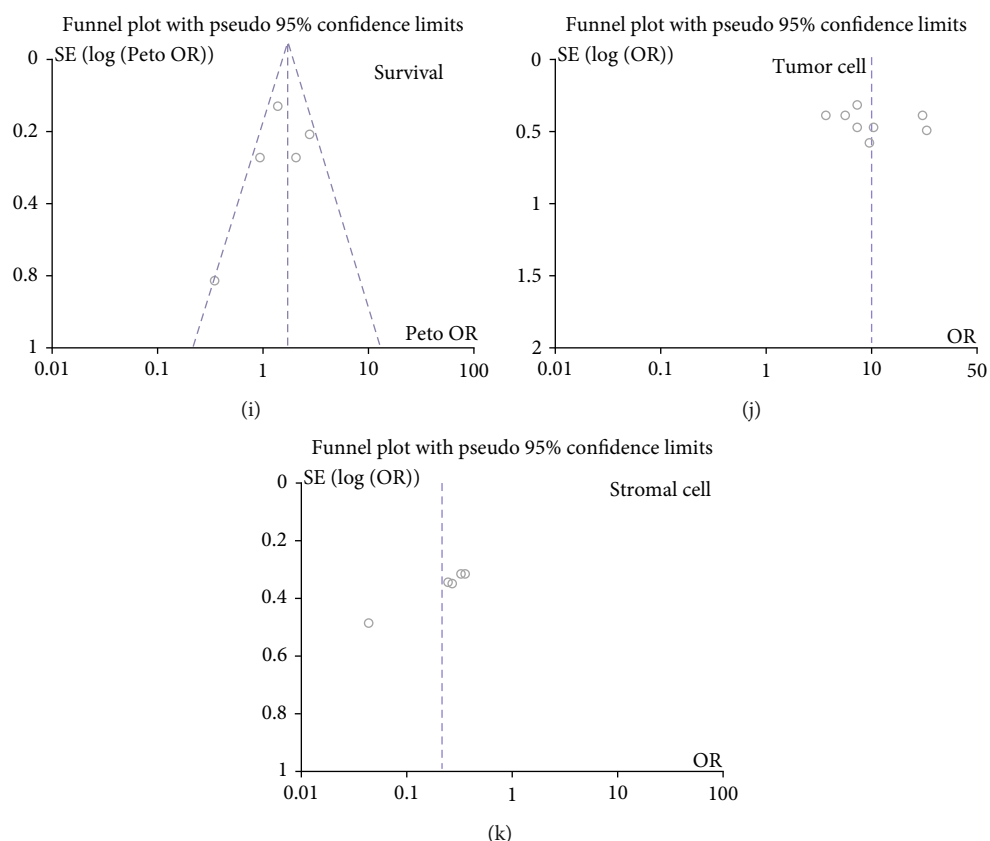 Funnel plot with pseudo 95% confidence limits
SE (log (Peto OR))
Survival
0
0.2
0.4
0.6
0.8
1
Peto OR
0.01 0.1 1 10 100
(i)
Funnel plot with pseudo 95% confidence limits
SE (log (OR))
Tumor cell
0
0.5
1
1.5
2
OR
0.01 0.1 1 10 50
(j)
Funnel plot with pseudo 95% confidence limits
SE (log (OR))
Stromal cell
0
0.2
0.4
0.6
0.8
1
OR
0.01 0.1 1 10 100
(k)